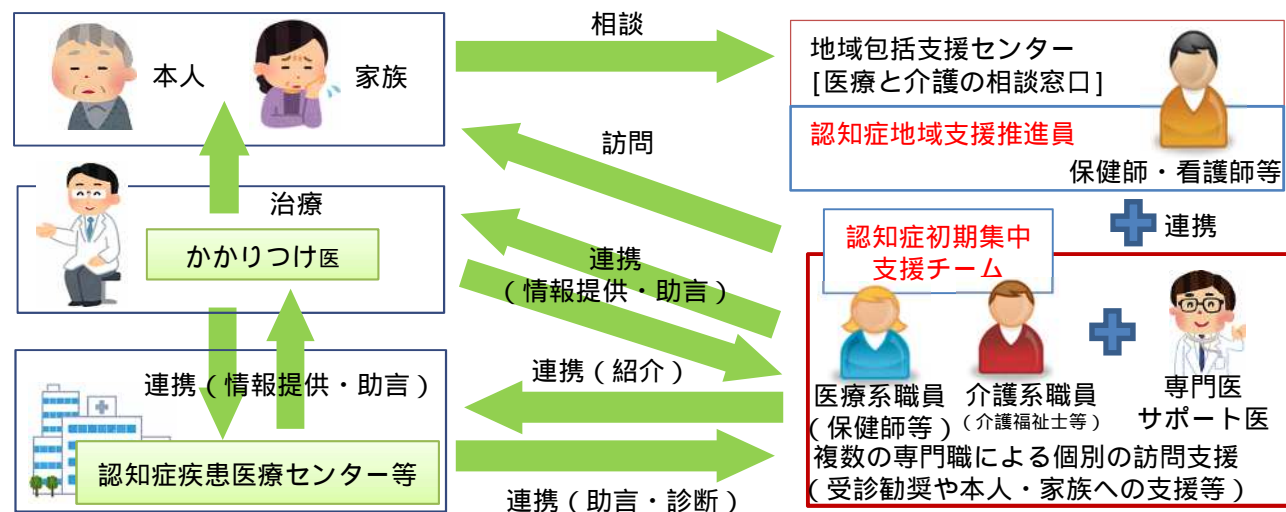 本人
家族
相談
地域包括支援センター
[医療と介護の相談窓口]
認知症地域支援推進員
保健師・看護師等
訪問
治療
かかりつけ医
連携
(情報提供・助言)
連携
認知症初期集中
支援チーム
医療系職員
(保健師等)
介護系職員
(介護福祉士等)
専門医
サポート医
複数の専門職による個別の訪問支援
(受診勧奨や本人・家族への支援等)
連携(情報提供・助言)
連携(紹介)
認知症疾患医療センター等
連携(助言・診断)